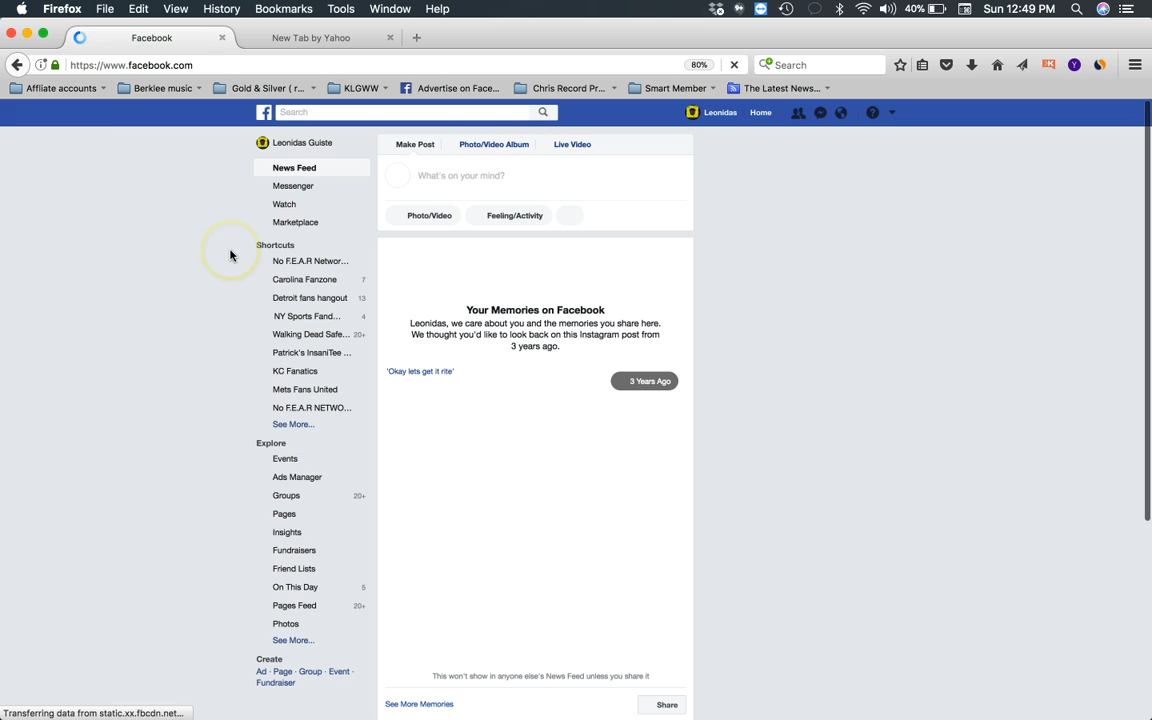 Firefox File Edit View History Bookmarks Tools Window Help 40% Sun 12:49 PM
Facebook New Tab by Yahoo
https://www.facebook.com 80% Search
Affliate accounts Berklee music Gold & Silver ( r... KLGWW Advertise on Face... Chris Record Pr... Smart Member The Latest News...
Search Leonidas Home
Leonidas Guiste
News Feed
Messenger
Watch
Marketplace
Shortcuts
No F.E.A.R Networ...
Carolina Fanzone 7
Detroit fans hangout 13
NY Sports Fand... 4
Walking Dead Safe... 20+
Patrick's InsaniTee ...
KC Fanatics
Mets Fans United
No F.E.A.R NETWO...
See More...
Explore
Events
Ads Manager
Groups 20+
Pages
Insights
Fundraisers
Friend Lists
On This Day 5
Pages Feed 20+
Photos
See More...
Create
Ad · Page · Group · Event ·
Fundraiser
Make Post Photo/Video Album Live Video
What's on your mind?
Photo/Video Feeling/Activity
Your Memories on Facebook
Leonidas, we care about you and the memories you share here.
We thought you'd like to look back on this Instagram post from
3 years ago.
'Okay lets get it rite'
3 Years Ago
This won't show in anyone else's News Feed unless you share it
See More Memories Share
Transferring data from static.xx.fbcdn.net...